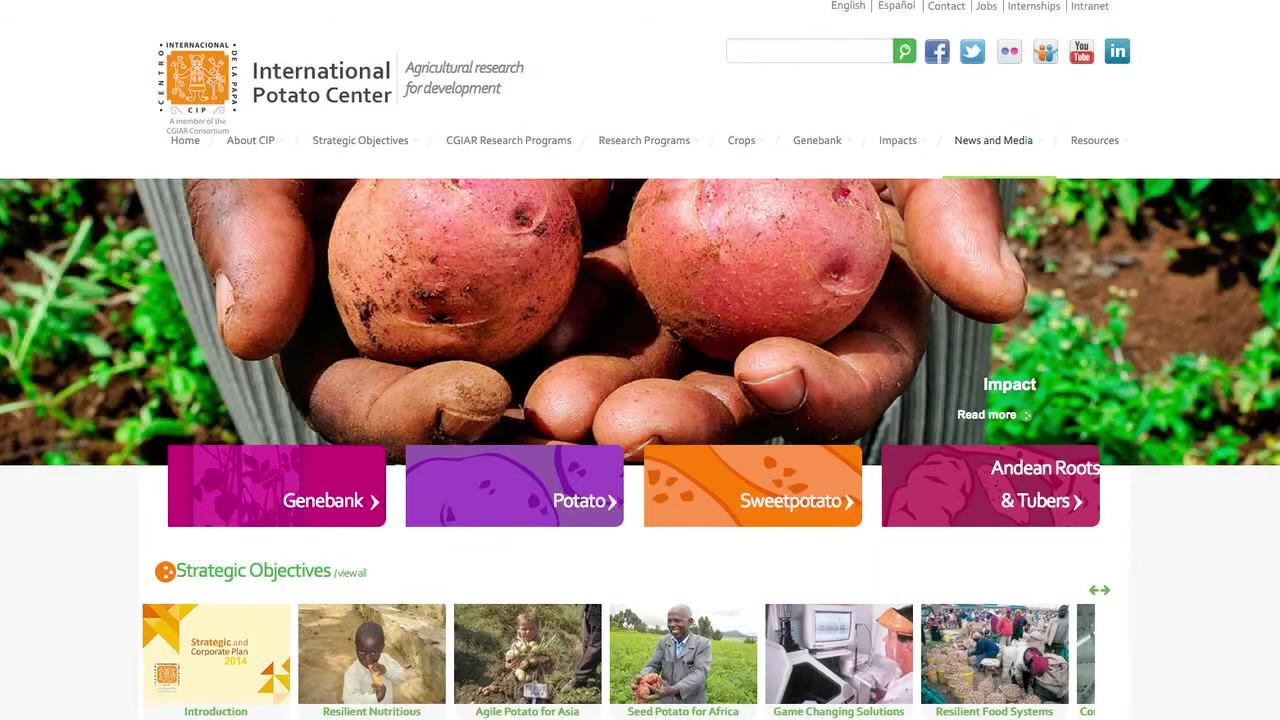 English | Español | Contact | Jobs | Internships | Intranet
CENTRO INTERNACIONAL DE LA PAPA
CIP
A member of the
CGIAR Consortium
International
Potato Center
Agricultural research
for development
You
Tube
in
Home / About CIP / Strategic Objectives / CGIAR Research Programs / Research Programs / Crops / Genebank / Impacts / News and Media / Resources
Impact
Read more
Genebank
Potato
Sweetpotato
Andean Roots
& Tubers
Strategic Objectives /view all
Strategic and
Corporate Plan
2014
CIP
Introduction
Resilient Nutritious
Agile Potato for Asia
Seed Potato for Africa
Game Changing Solutions
Resilient Food Systems